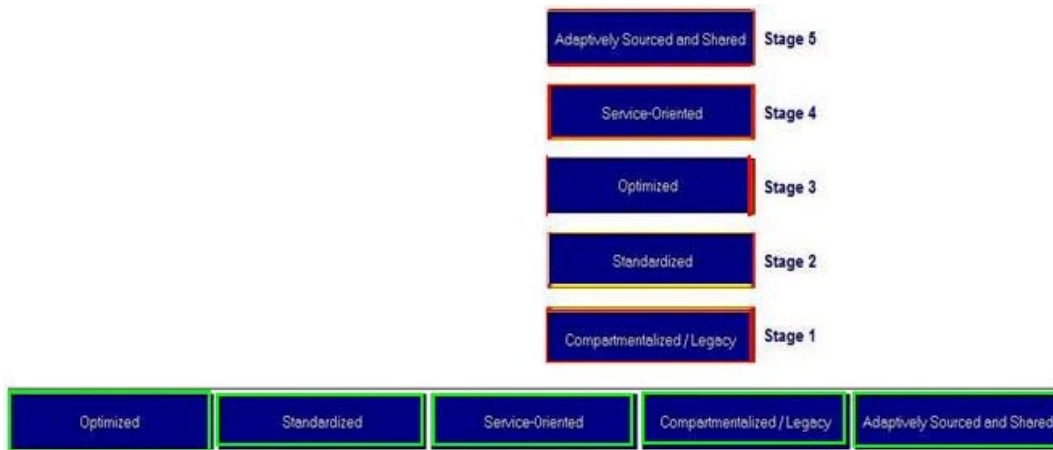 Adaptively Sourced and Shared Stage 5
Service-Oriented Stage 4
Optimized Stage 3
Standardized Stage 2
Compartmentalized / Legacy Stage 1
Optimized Standardized Service-Oriented Compartmentalized / Legacy Adaptively Sourced and Shared